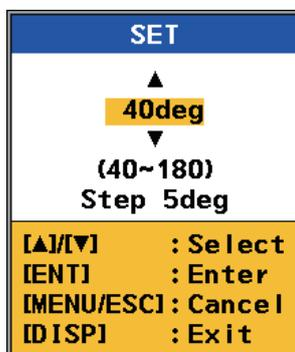 SET
▲
40deg
▼
(40~180)
Step 5deg
[▲]/[▼] :Select
[ENT] :Enter
[MENU/ESC]:Cancel
[DISP] :Exit